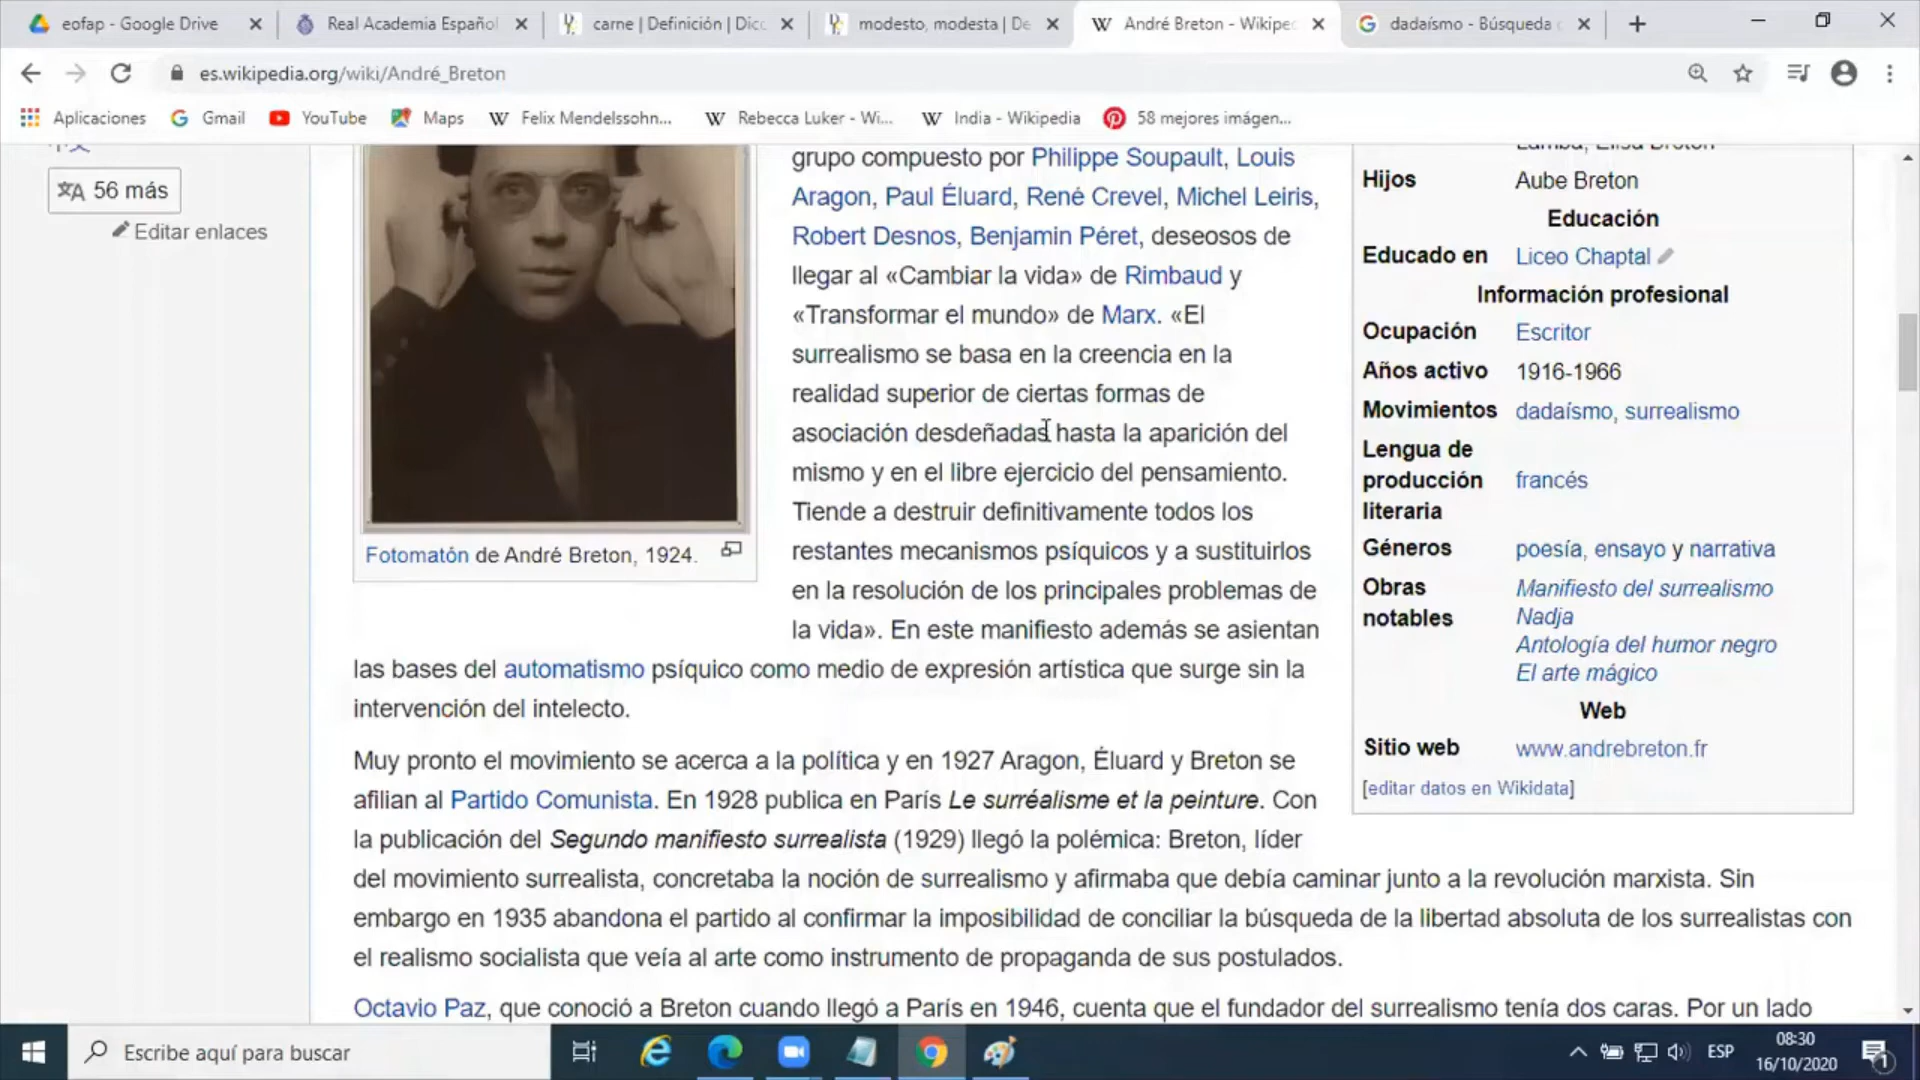 eofap - Google Drive
Real Academia Español
carne | Definición | Dicc
modesto, modesta | De
André Breton - Wikiped
dadaísmo - Búsqueda
es.wikipedia.org/wiki/André_Breton
Aplicaciones
Gmail
YouTube
Maps
Felix Mendelssohn...
Rebecca Luker - Wi...
India - Wikipedia
58 mejores imágen...
56 más
Editar enlaces
grupo compuesto por Philippe Soupault, Louis
Aragon, Paul Éluard, René Crevel, Michel Leiris,
Robert Desnos, Benjamin Péret, deseosos de
llegar al «Cambiar la vida» de Rimbaud y
«Transformar el mundo» de Marx. «El
surrealismo se basa en la creencia en la
realidad superior de ciertas formas de
asociación desdeñadas hasta la aparición del
mismo y en el libre ejercicio del pensamiento.
Tiende a destruir definitivamente todos los
restantes mecanismos psíquicos y a sustituirlos
en la resolución de los principales problemas de
la vida». En este manifiesto además se asientan
las bases del automatismo psíquico como medio de expresión artística que surge sin la
intervención del intelecto.
Fotomatón de André Breton, 1924.
Muy pronto el movimiento se acerca a la política y en 1927 Aragon, Éluard y Breton se
afilian al Partido Comunista. En 1928 publica en París Le surréalisme et la peinture. Con
la publicación del Segundo manifiesto surrealista (1929) llegó la polémica: Breton, líder
del movimiento surrealista, concretaba la noción de surrealismo y afirmaba que debía caminar junto a la revolución marxista. Sin
embargo en 1935 abandona el partido al confirmar la imposibilidad de conciliar la búsqueda de la libertad absoluta de los surrealistas con
el realismo socialista que veía al arte como instrumento de propaganda de sus postulados.
Octavio Paz, que conoció a Breton cuando llegó a París en 1946, cuenta que el fundador del surrealismo tenía dos caras. Por un lado
Lamba, Elisa Breton
Hijos Aube Breton
Educación
Educado en Liceo Chaptal
Información profesional
Ocupación Escritor
Años activo 1916-1966
Movimientos dadaísmo, surrealismo
Lengua de
producción francés
literaria
Géneros poesía, ensayo y narrativa
Obras Manifiesto del surrealismo
notables Nadja
Antología del humor negro
El arte mágico
Web
Sitio web www.andrebreton.fr
[editar datos en Wikidata]
Escribe aquí para buscar
ESP
08:30
16/10/2020
1